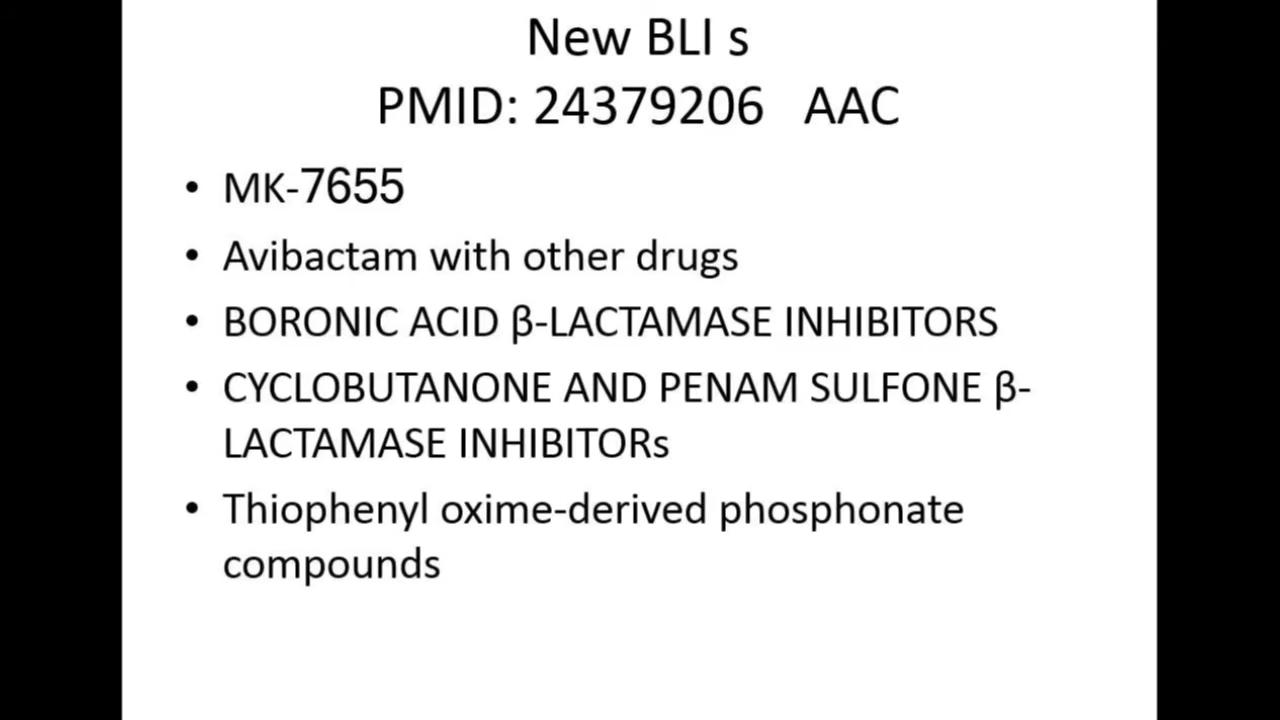 New BLI s
PMID: 24379206 AAC
• MK-7655
• Avibactam with other drugs
• BORONIC ACID β-LACTAMASE INHIBITORS
• CYCLOBUTANONE AND PENAM SULFONE β-
LACTAMASE INHIBITORs
• Thiophenyl oxime-derived phosphonate
compounds